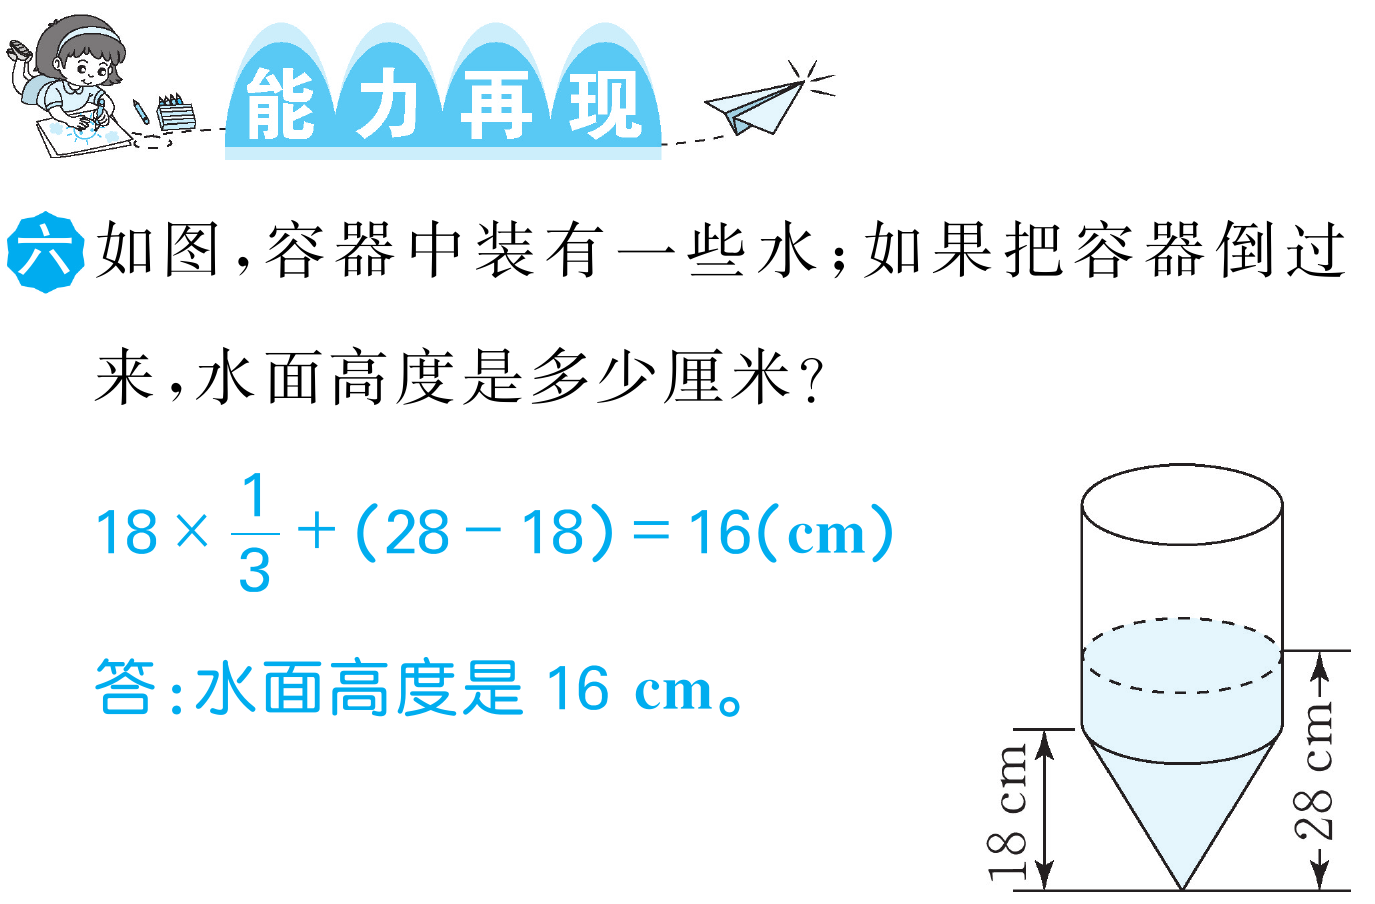 能力再现
六 如图,容器中装有一些水;如果把容器倒过
来,水面高度是多少厘米?
18 × 1/3 + (28 - 18) = 16(cm)
答:水面高度是 16 cm。
18 cm
28 cm